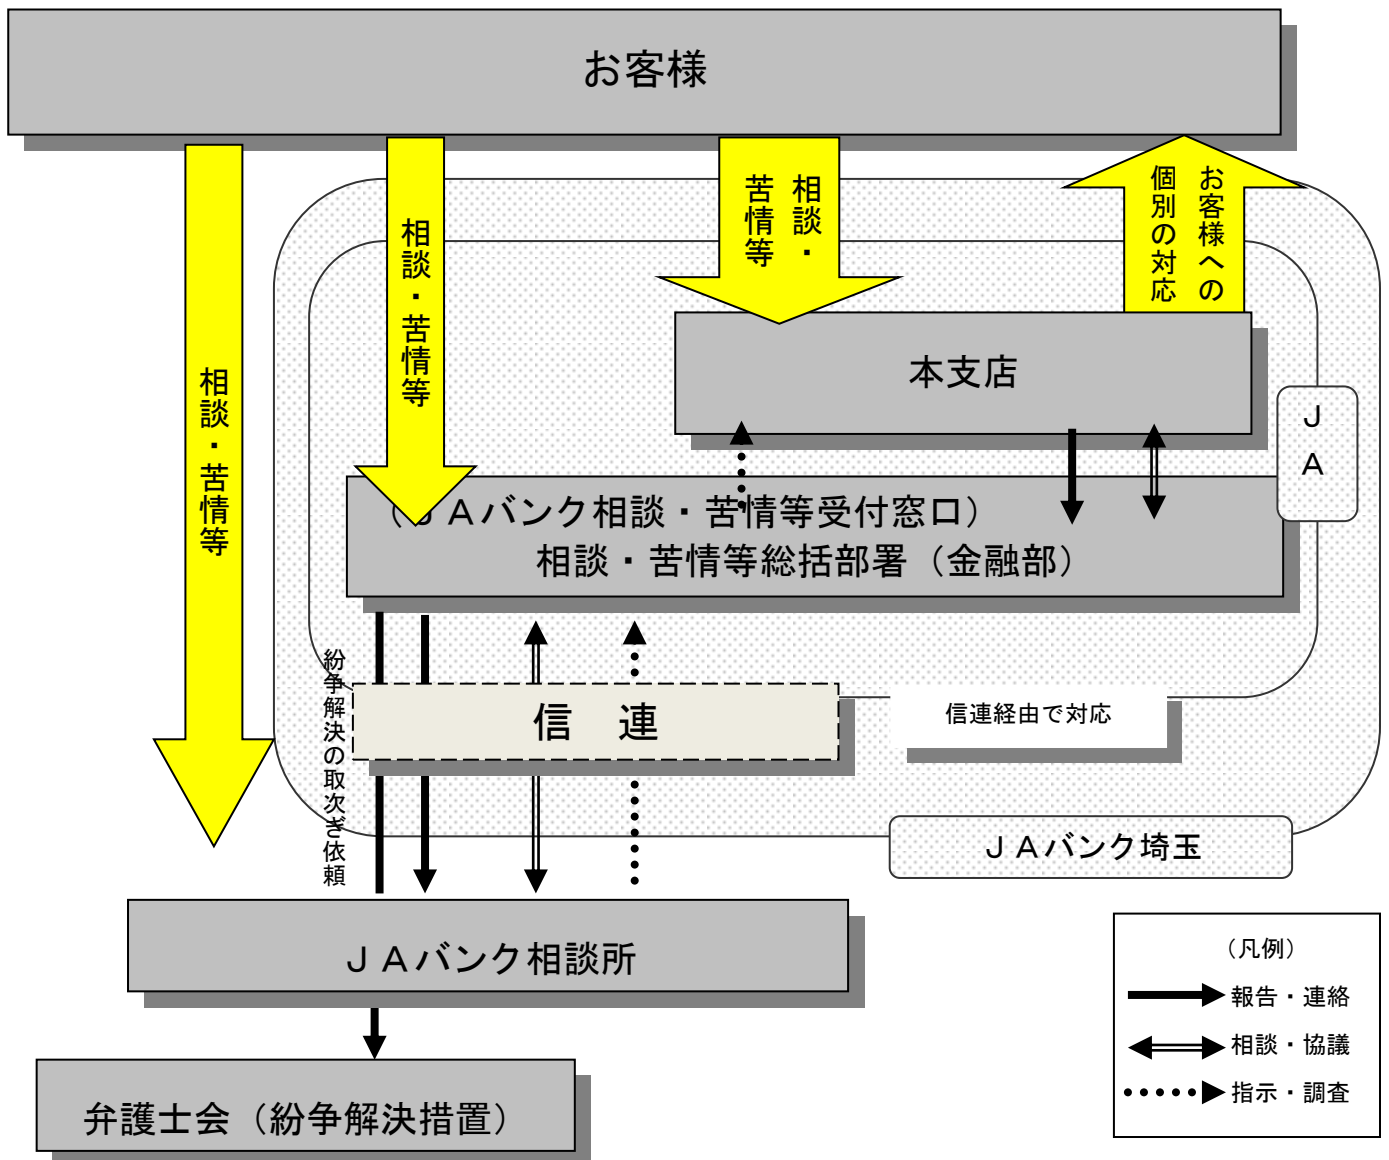 お客様
相談・苦情等
相談・苦情等
相談・
苦情等
お客様への
個別の対応
本支店
ＪＡ
（ＪＡバンク相談・苦情等受付窓口）
相談・苦情等総括部署（金融部）
紛争解決の取次ぎ依頼
信　連
信連経由で対応
ＪＡバンク埼玉
ＪＡバンク相談所
弁護士会（紛争解決措置）
（凡例）
報告・連絡
相談・協議
指示・調査